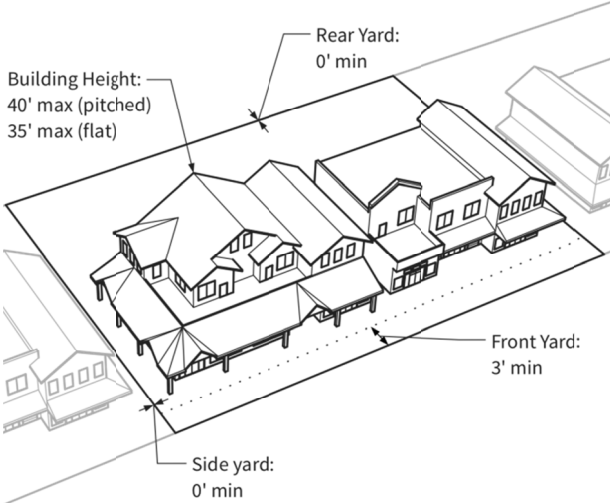 Rear Yard:
0' min
Building Height:
40' max (pitched)
35' max (flat)
Front Yard:
3' min
Side yard:
0' min